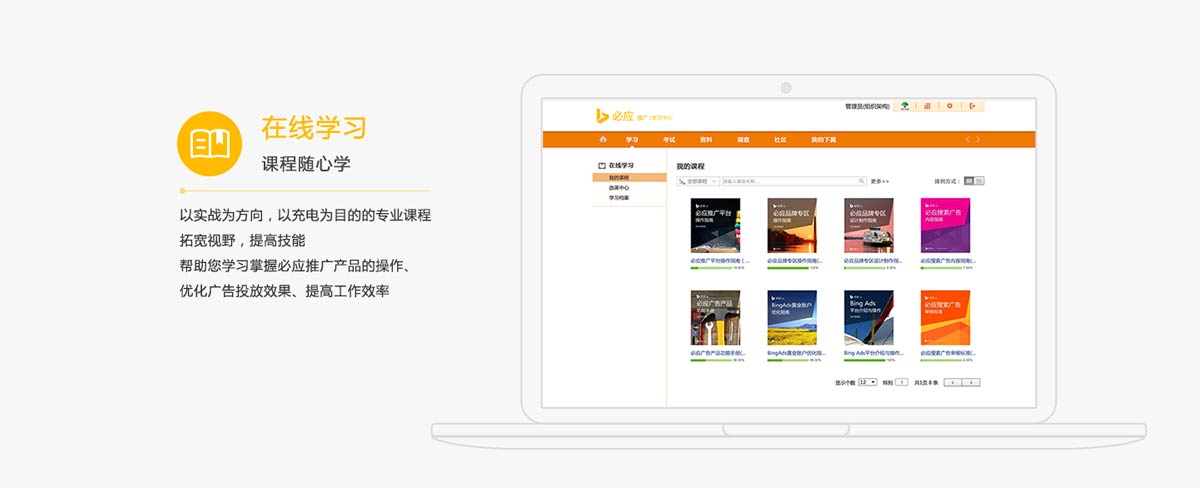 在线学习
课程随心学
以实战为方向，以充电为目的的专业课程
拓宽视野，提高技能
帮助您学习掌握必应推广产品的操作、
优化广告投放效果、提高工作效率
管理员(组织架构)
必应 推广 /学习中心
学习 考试 资料 调查 社区 我的下属
在线学习
我的课程
选课中心
学习档案
我的课程
全部课程 请输入课程名称... 更多>> 排列方式：
必应推广平台
操作指南
必应品牌专区
操作指南
必应品牌专区
设计制作指南
必应搜索广告
内容指南
必应推广平台操作指南 (... 必应品牌专区操作指南(... 必应品牌专区设计制作指... 必应搜索广告内容指南(...
100%
必应广告产品
功能手册
BingAds黄金账户
优化指南
Bing Ads
平台介绍与操作
必应搜索广告
审核标准
必应广告产品功能手册(... BingAds黄金账户优化指... Bing Ads平台介绍与操作... 必应搜索广告审核标准(...
100%
显示个数 12 转到 1 共1页 8 条